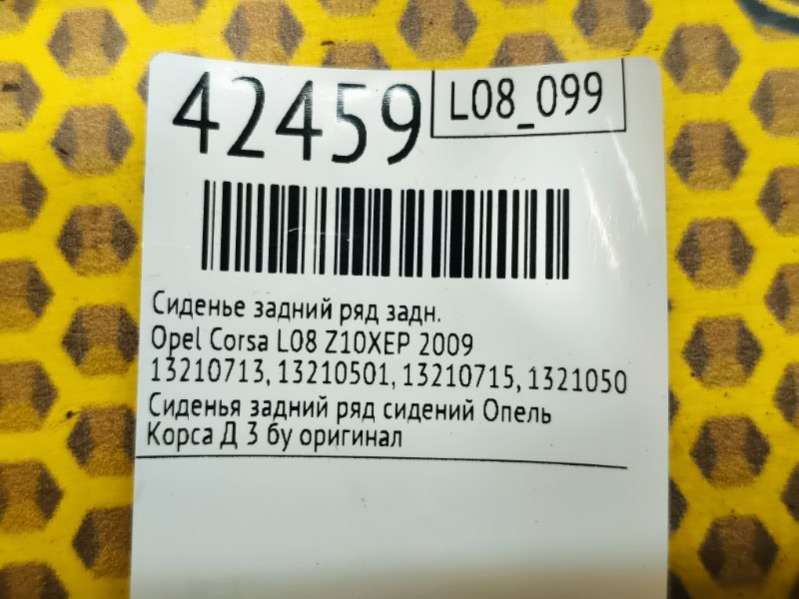 42459
L08_099
Сиденье задний ряд задн.
Opel Corsa L08 Z10XEP 2009
13210713, 13210501, 13210715, 1321050
Сиденья задний ряд сидений Опель
Корса Д 3 бу оригинал